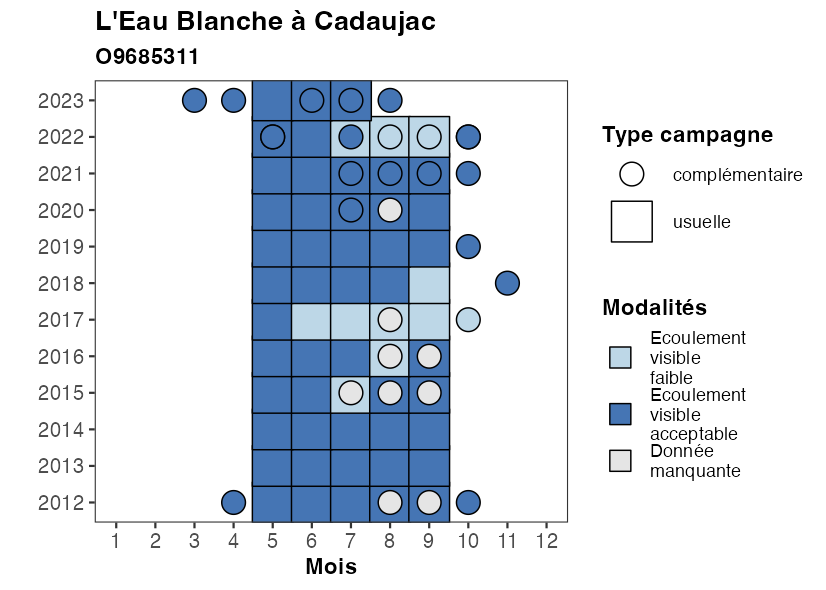 L'Eau Blanche à Cadaujac
O9685311
2023
2022
2021
2020
2019
2018
2017
2016
2015
2014
2013
2012
1 2 3 4 5 6 7 8 9 10 11 12
Mois
Type campagne
complémentaire
usuelle
Modalités
Ecoulement
visible
faible
Ecoulement
visible
acceptable
Donnée
manquante